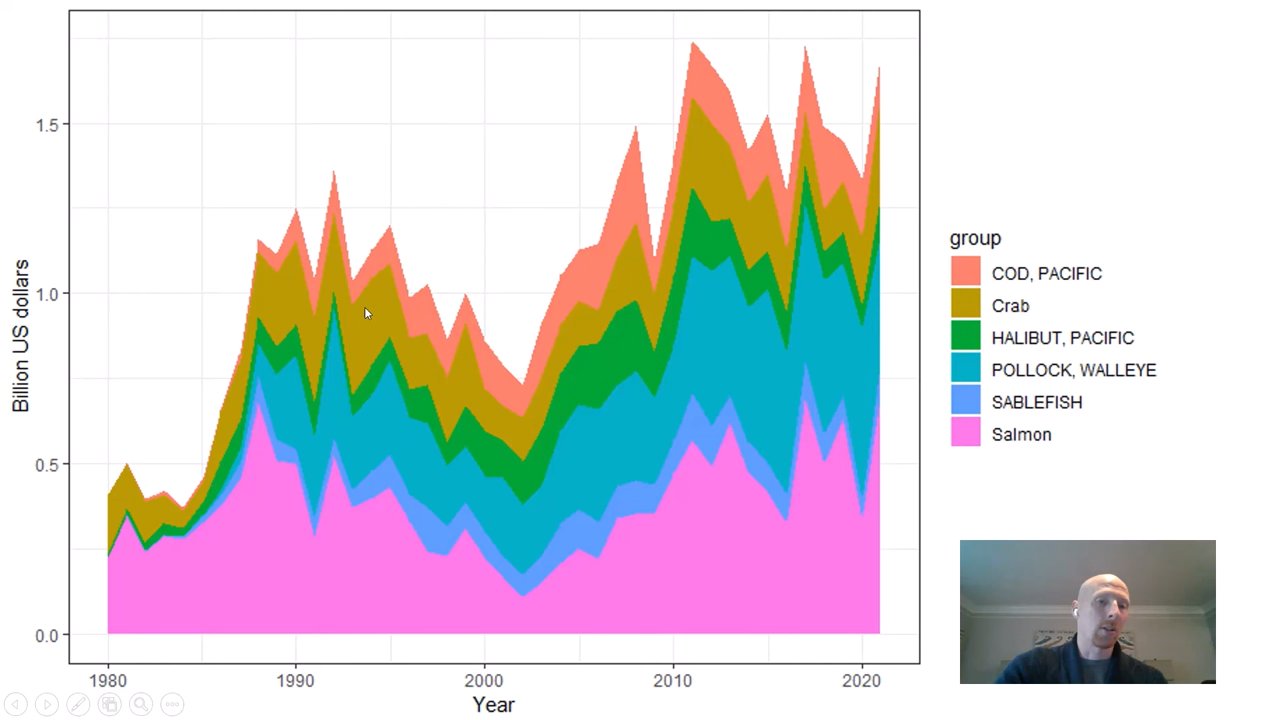 1.5
1.0
0.5
0.0
Billion US dollars
1980
1990
2000
2010
2020
Year
group
COD, PACIFIC
Crab
HALIBUT, PACIFIC
POLLOCK, WALLEYE
SABLEFISH
Salmon